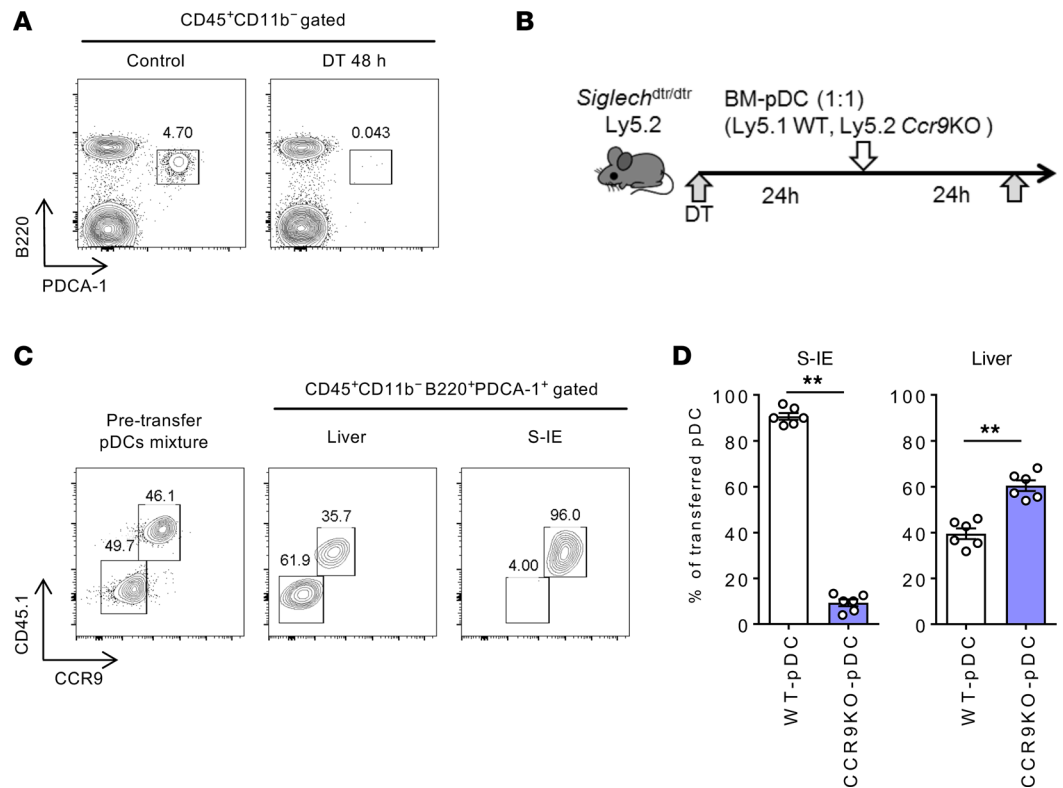 A
CD45⁺CD11b⁻ gated
Control
DT 48 h
4.70
0.043
B220
PDCA-1
B
Siglech^dtr/dtr
Ly5.2
BM-pDC (1:1)
(Ly5.1 WT, Ly5.2 Ccr9KO )
24h
24h
DT
C
CD45⁺CD11b⁻ B220⁺PDCA-1⁺ gated
Pre-transfer
pDCs mixture
Liver
S-IE
46.1
49.7
35.7
61.9
96.0
4.00
CD45.1
CCR9
D
S-IE
Liver
% of transferred pDC
100
80
60
40
20
0
**
WT-pDC
CCR9KO-pDC
100
80
60
40
20
0
**
WT-pDC
CCR9KO-pDC